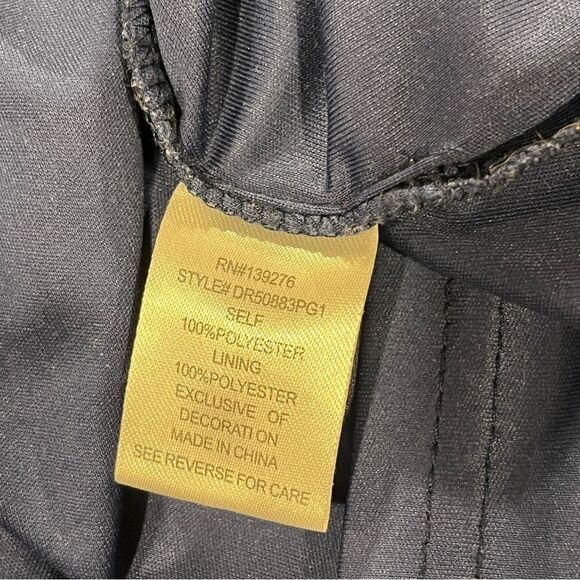 RN#139276
STYLE# DR50883PG1
SELF
100%POLYESTER
LINING
100%POLYESTER
EXCLUSIVE OF
DECORATION
MADE IN CHINA
SEE REVERSE FOR CARE